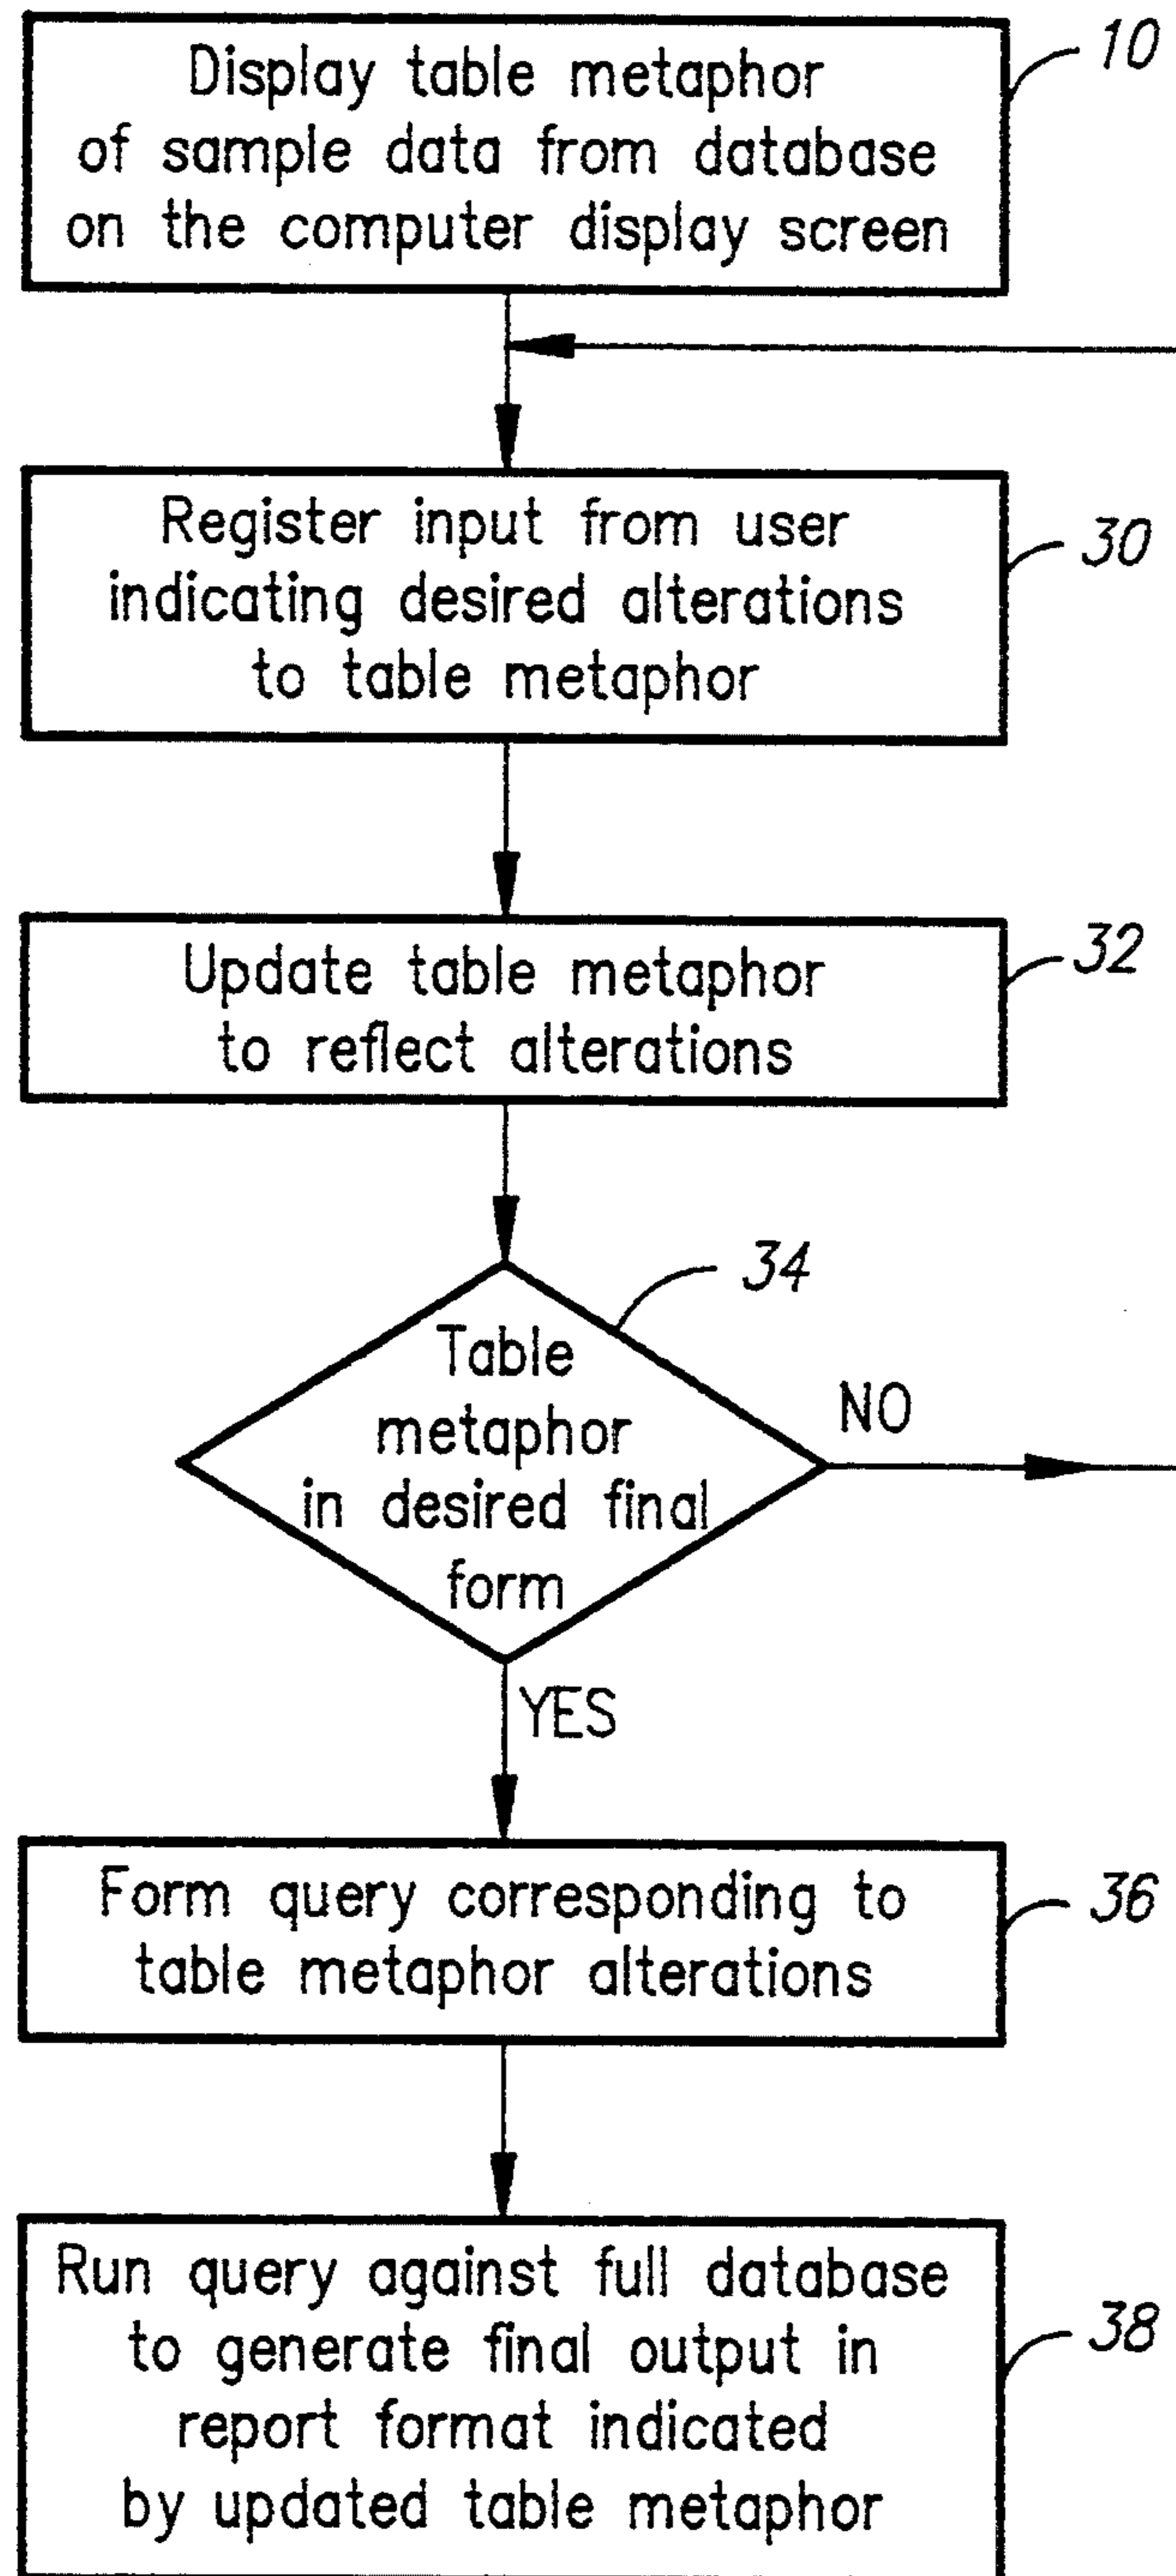 Display table metaphor
of sample data from database
on the computer display screen
10
Register input from user
indicating desired alterations
to table metaphor
30
Update table metaphor
to reflect alterations
32
34
Table
metaphor
in desired final
form
NO
YES
Form query corresponding to
table metaphor alterations
36
Run query against full database
to generate final output in
report format indicated
by updated table metaphor
38